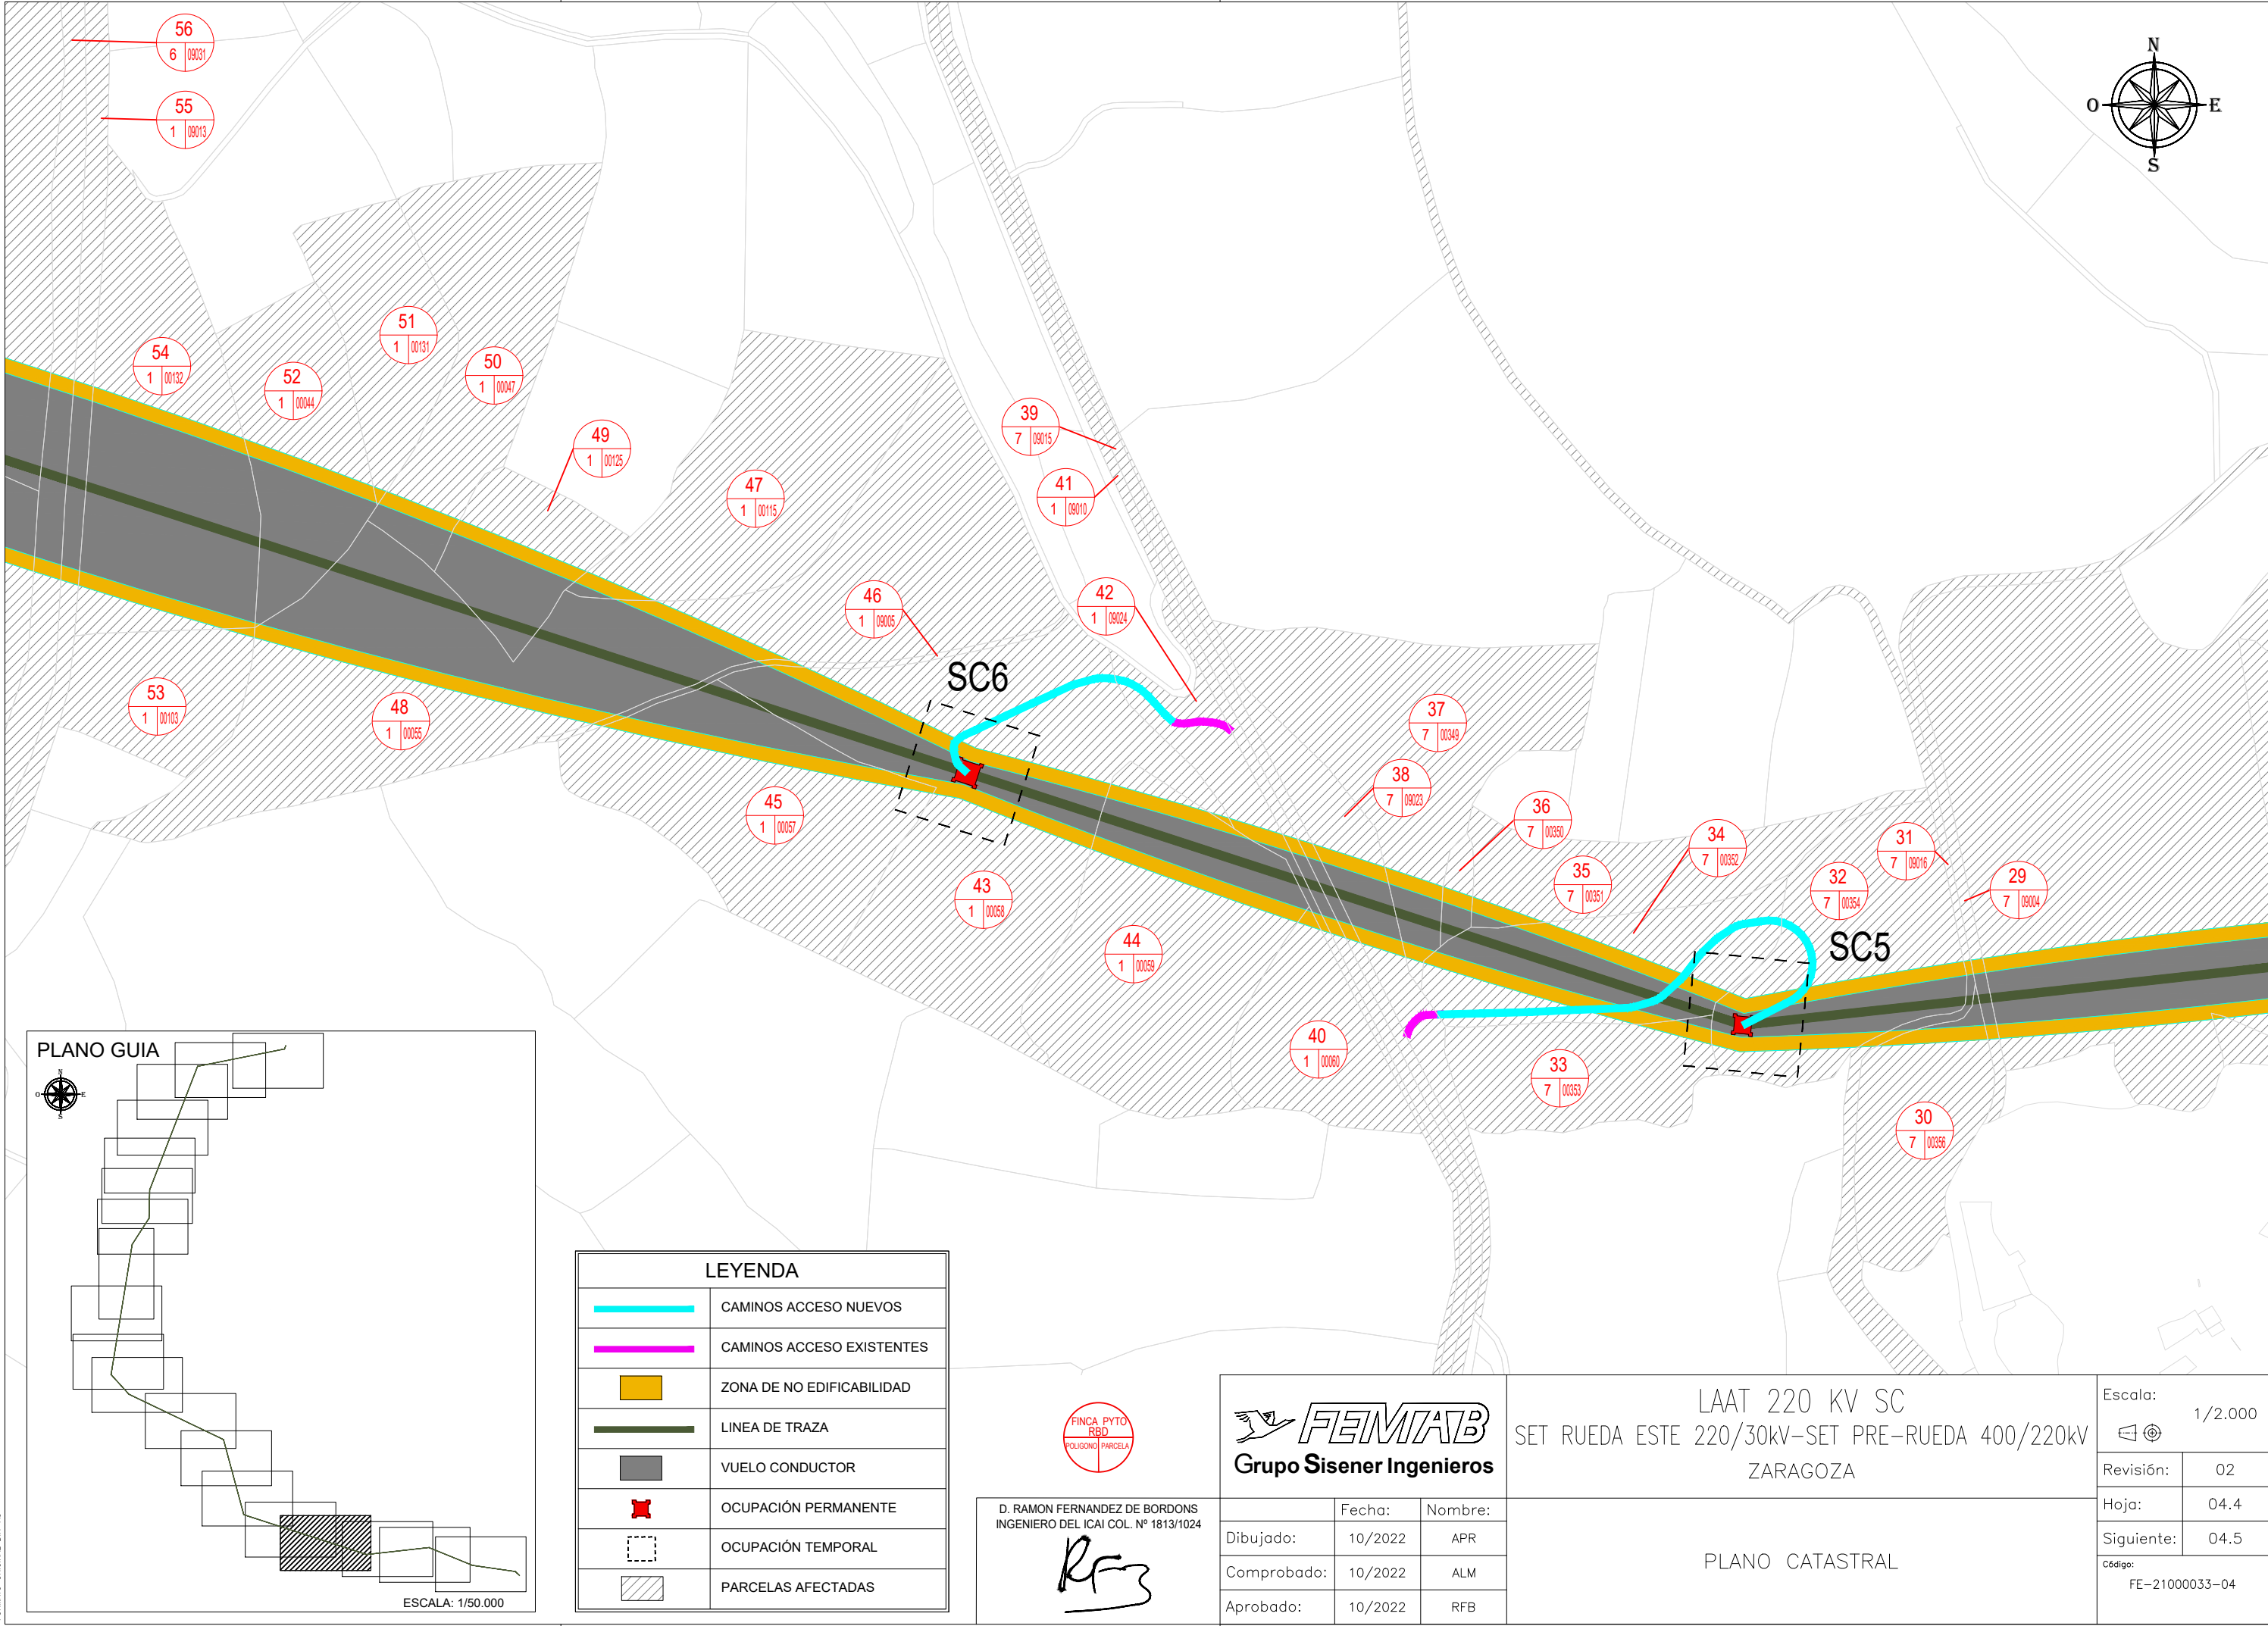 56
6 09031
55
1 09013
N
O E
S
51
1 00131
54
1 00132
52
1 00044
50
1 00047
49
1 00125
47
1 00115
39
7 09015
41
1 09010
46
1 09005
42
1 09024
SC6
53
1 00103
48
1 00055
37
7 00349
38
7 09023
45
1 00057
36
7 00350
34
7 00352
31
7 09016
35
7 00351
32
7 00354
29
7 09004
43
1 00058
44
1 00059
SC5
40
1 00060
33
7 00353
30
7 00356
PLANO GUIA
N
O E
S
ESCALA: 1/50.000
LEYENDA
CAMINOS ACCESO NUEVOS
CAMINOS ACCESO EXISTENTES
ZONA DE NO EDIFICABILIDAD
LINEA DE TRAZA
VUELO CONDUCTOR
OCUPACIÓN PERMANENTE
OCUPACIÓN TEMPORAL
PARCELAS AFECTADAS
FINCA PYTO
RBD
POLIGONO PARCELA
D. RAMON FERNANDEZ DE BORDONS
INGENIERO DEL ICAI COL. Nº 1813/1024
RFB
FEMAB
Grupo Sisener Ingenieros
Fecha: Nombre:
Dibujado: 10/2022 APR
Comprobado: 10/2022 ALM
Aprobado: 10/2022 RFB
LAAT 220 KV SC
SET RUEDA ESTE 220/30kV-SET PRE-RUEDA 400/220kV
ZARAGOZA
PLANO CATASTRAL
Escala:
1/2.000
Revisión: 02
Hoja: 04.4
Siguiente: 04.5
Código:
FE-21000033-04